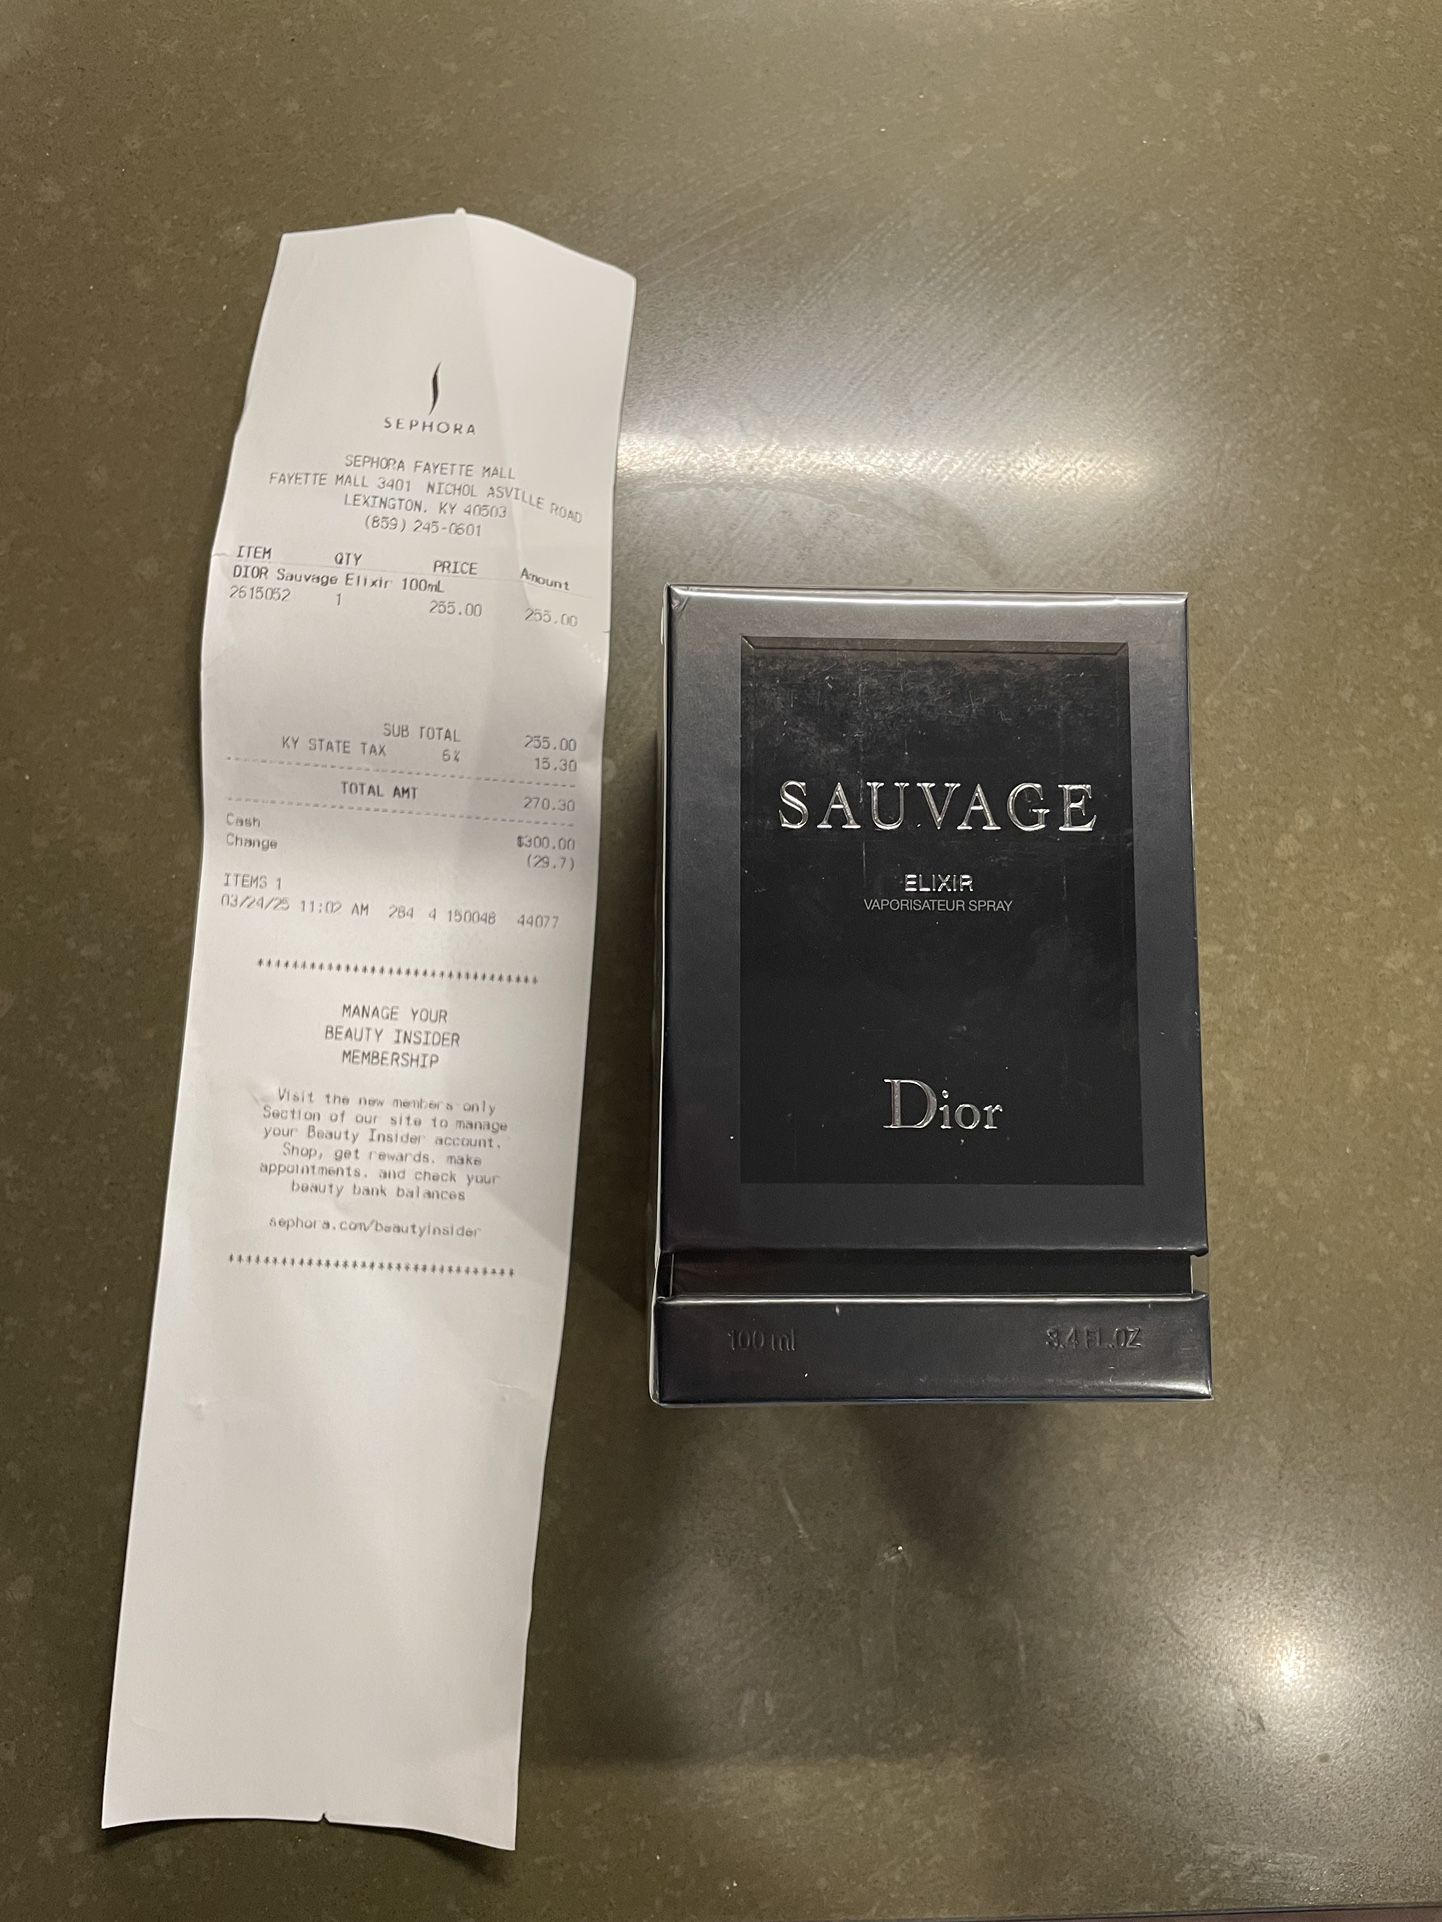 SEPHORA
SEPHORA FAYETTE MALL
FAYETTE MALL 3401 NICHOL ASVILLE ROAD
LEXINGTON, KY 40503
(859) 245-0601
ITEM QTY PRICE Amount
DIOR Sauvage Elixir 100mL
2615052 1 255.00 255.00
SUB TOTAL 255.00
KY STATE TAX 6% 15.30
TOTAL AMT 270.30
Cash $300.00
Change (29.7)
ITEMS 1
03/24/25 11:02 AM 284 4 150048 44077
********************************
MANAGE YOUR
BEAUTY INSIDER
MEMBERSHIP
Visit the new members-only
Section of our site to manage
your Beauty Insider account.
Shop, get rewards, make
appointments, and check your
beauty bank balances
sephora.com/beautyinsider
********************************
SAUVAGE
ELIXIR
VAPORISATEUR SPRAY
Dior
100 ml 3.4 FL.OZ